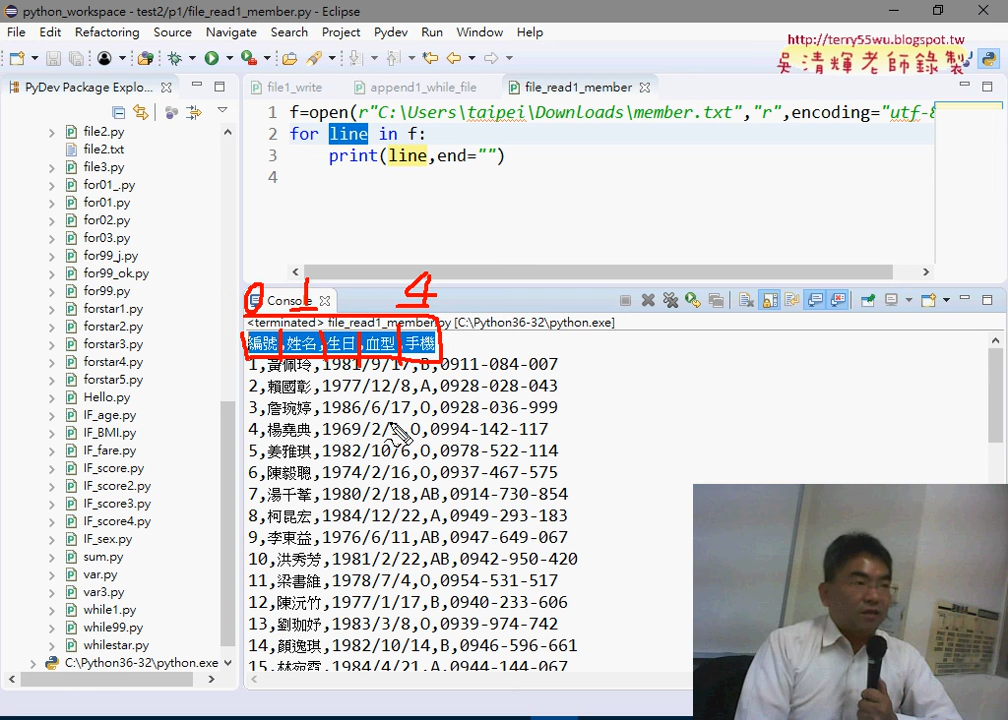 python_workspace - test2/p1/file_read1_member.py - Eclipse
File Edit Refactoring Source Navigate Search Project Pydev Run Window Help
http://terry55wu.blogspot.tw
吳清輝老師錄製
PyDev Package Explo...
file1_write
append1_while_file
file_read1_member
file2.py
file2.txt
file3.py
for01_.py
for01.py
for02.py
for03.py
for99_j.py
for99_ok.py
for99.py
forstar1.py
forstar2.py
forstar3.py
forstar4.py
forstar5.py
Hello.py
IF_age.py
IF_BMI.py
IF_fare.py
IF_score.py
IF_score2.py
IF_score3.py
IF_score4.py
IF_sex.py
sum.py
var.py
var3.py
while1.py
while99.py
whilestar.py
C:\Python36-32\python.exe
1 f=open(r"C:\Users\taipei\Downloads\member.txt","r",encoding="utf-8
2 for line in f:
3 print(line,end="")
4
0 1 4
Console
<terminated> file_read1_member.py [C:\Python36-32\python.exe]
編號,姓名,生日,血型,手機
1,黃佩玲,1981/9/17,B,0911-084-007
2,賴國彰,1977/12/8,A,0928-028-043
3,詹琬婷,1986/6/17,O,0928-036-999
4,楊堯典,1969/2/ ,O,0994-142-117
5,姜雅琪,1982/10/6,O,0978-522-114
6,陳毅聰,1974/2/16,O,0937-467-575
7,湯千峯,1980/2/18,AB,0914-730-854
8,柯昆宏,1984/12/22,A,0949-293-183
9,李東益,1976/6/11,AB,0947-649-067
10,洪秀芳,1981/2/22,AB,0942-950-420
11,梁書維,1978/7/4,O,0954-531-517
12,陳沅竹,1977/1/17,B,0940-233-606
13,劉珈妤,1983/3/8,O,0939-974-742
14,顏逸琪,1982/10/14,B,0946-596-661
15,林宛霈,1984/4/21,A,0944-144-067